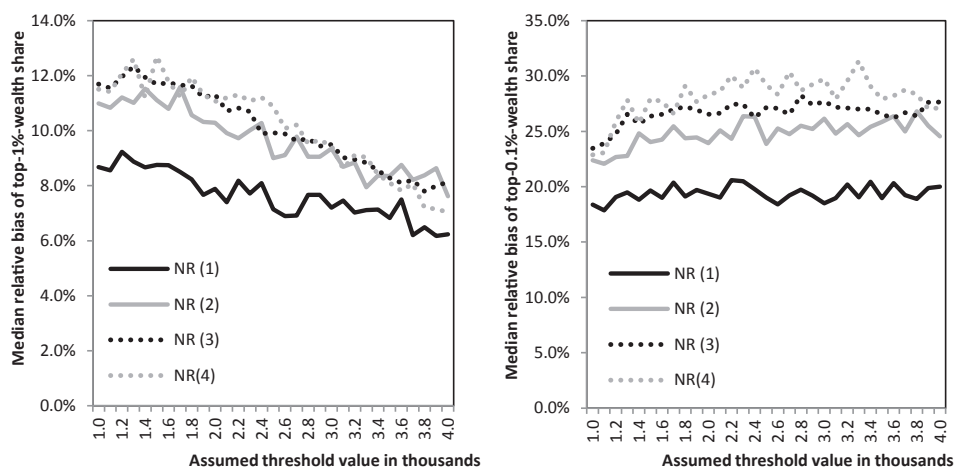 Median relative bias of top-1%-wealth share
14.0%
12.0%
10.0%
8.0%
6.0%
4.0%
2.0%
0.0%
NR (1)
NR (2)
NR (3)
NR(4)
1.0 1.2 1.4 1.6 1.8 2.0 2.2 2.4 2.6 2.8 3.0 3.2 3.4 3.6 3.8 4.0
Assumed threshold value in thousands
Median relative bias of top-0.1%-wealth share
35.0%
30.0%
25.0%
20.0%
15.0%
10.0%
5.0%
0.0%
NR (1)
NR (2)
NR (3)
NR(4)
1.0 1.2 1.4 1.6 1.8 2.0 2.2 2.4 2.6 2.8 3.0 3.2 3.4 3.6 3.8 4.0
Assumed threshold value in thousands